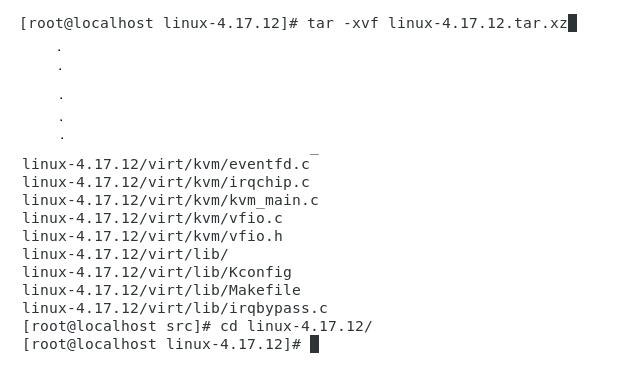 [root@localhost linux-4.17.12]# tar -xvf linux-4.17.12.tar.xz
.
.
.
.
.
linux-4.17.12/virt/kvm/eventfd.c
linux-4.17.12/virt/kvm/irqchip.c
linux-4.17.12/virt/kvm/kvm_main.c
linux-4.17.12/virt/kvm/vfio.c
linux-4.17.12/virt/kvm/vfio.h
linux-4.17.12/virt/lib/
linux-4.17.12/virt/lib/Kconfig
linux-4.17.12/virt/lib/Makefile
linux-4.17.12/virt/lib/irqbypass.c
[root@localhost src]# cd linux-4.17.12/
[root@localhost linux-4.17.12]#